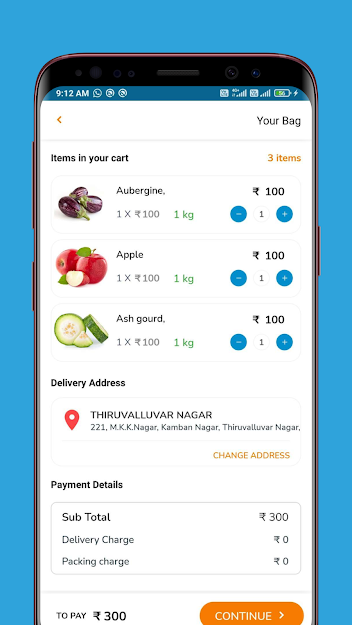 9:12 AM
Your Bag
Items in your cart 3 items
Aubergine, ₹ 100
1 X ₹100 1 kg - 1 +
Apple ₹ 100
1 X ₹100 1 kg - 1 +
Ash gourd, ₹ 100
1 X ₹100 1 kg - 1 +
Delivery Address
THIRUVALLUVAR NAGAR
221, M.K.K.Nagar, Kamban Nagar, Thiruvalluvar Nagar,
CHANGE ADDRESS
Payment Details
Sub Total ₹ 300
Delivery Charge ₹ 0
Packing charge ₹ 0
TO PAY ₹ 300 CONTINUE